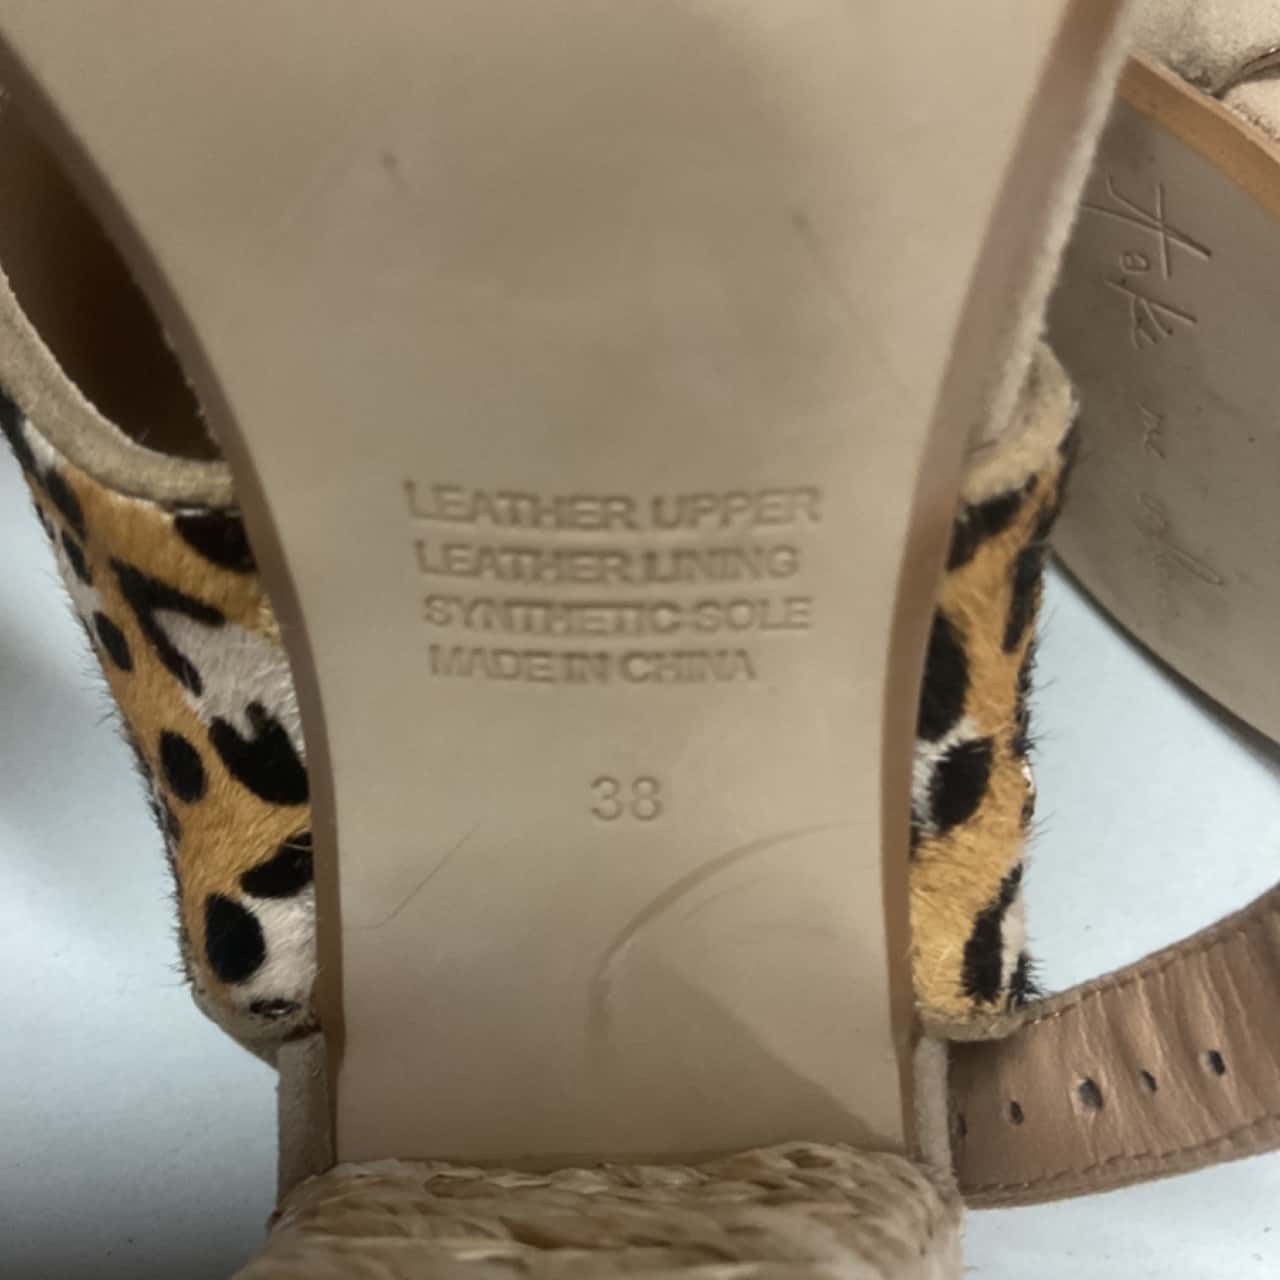 LEATHER UPPER
LEATHER LINING
SYNTHETIC SOLE
MADE IN CHINA
38